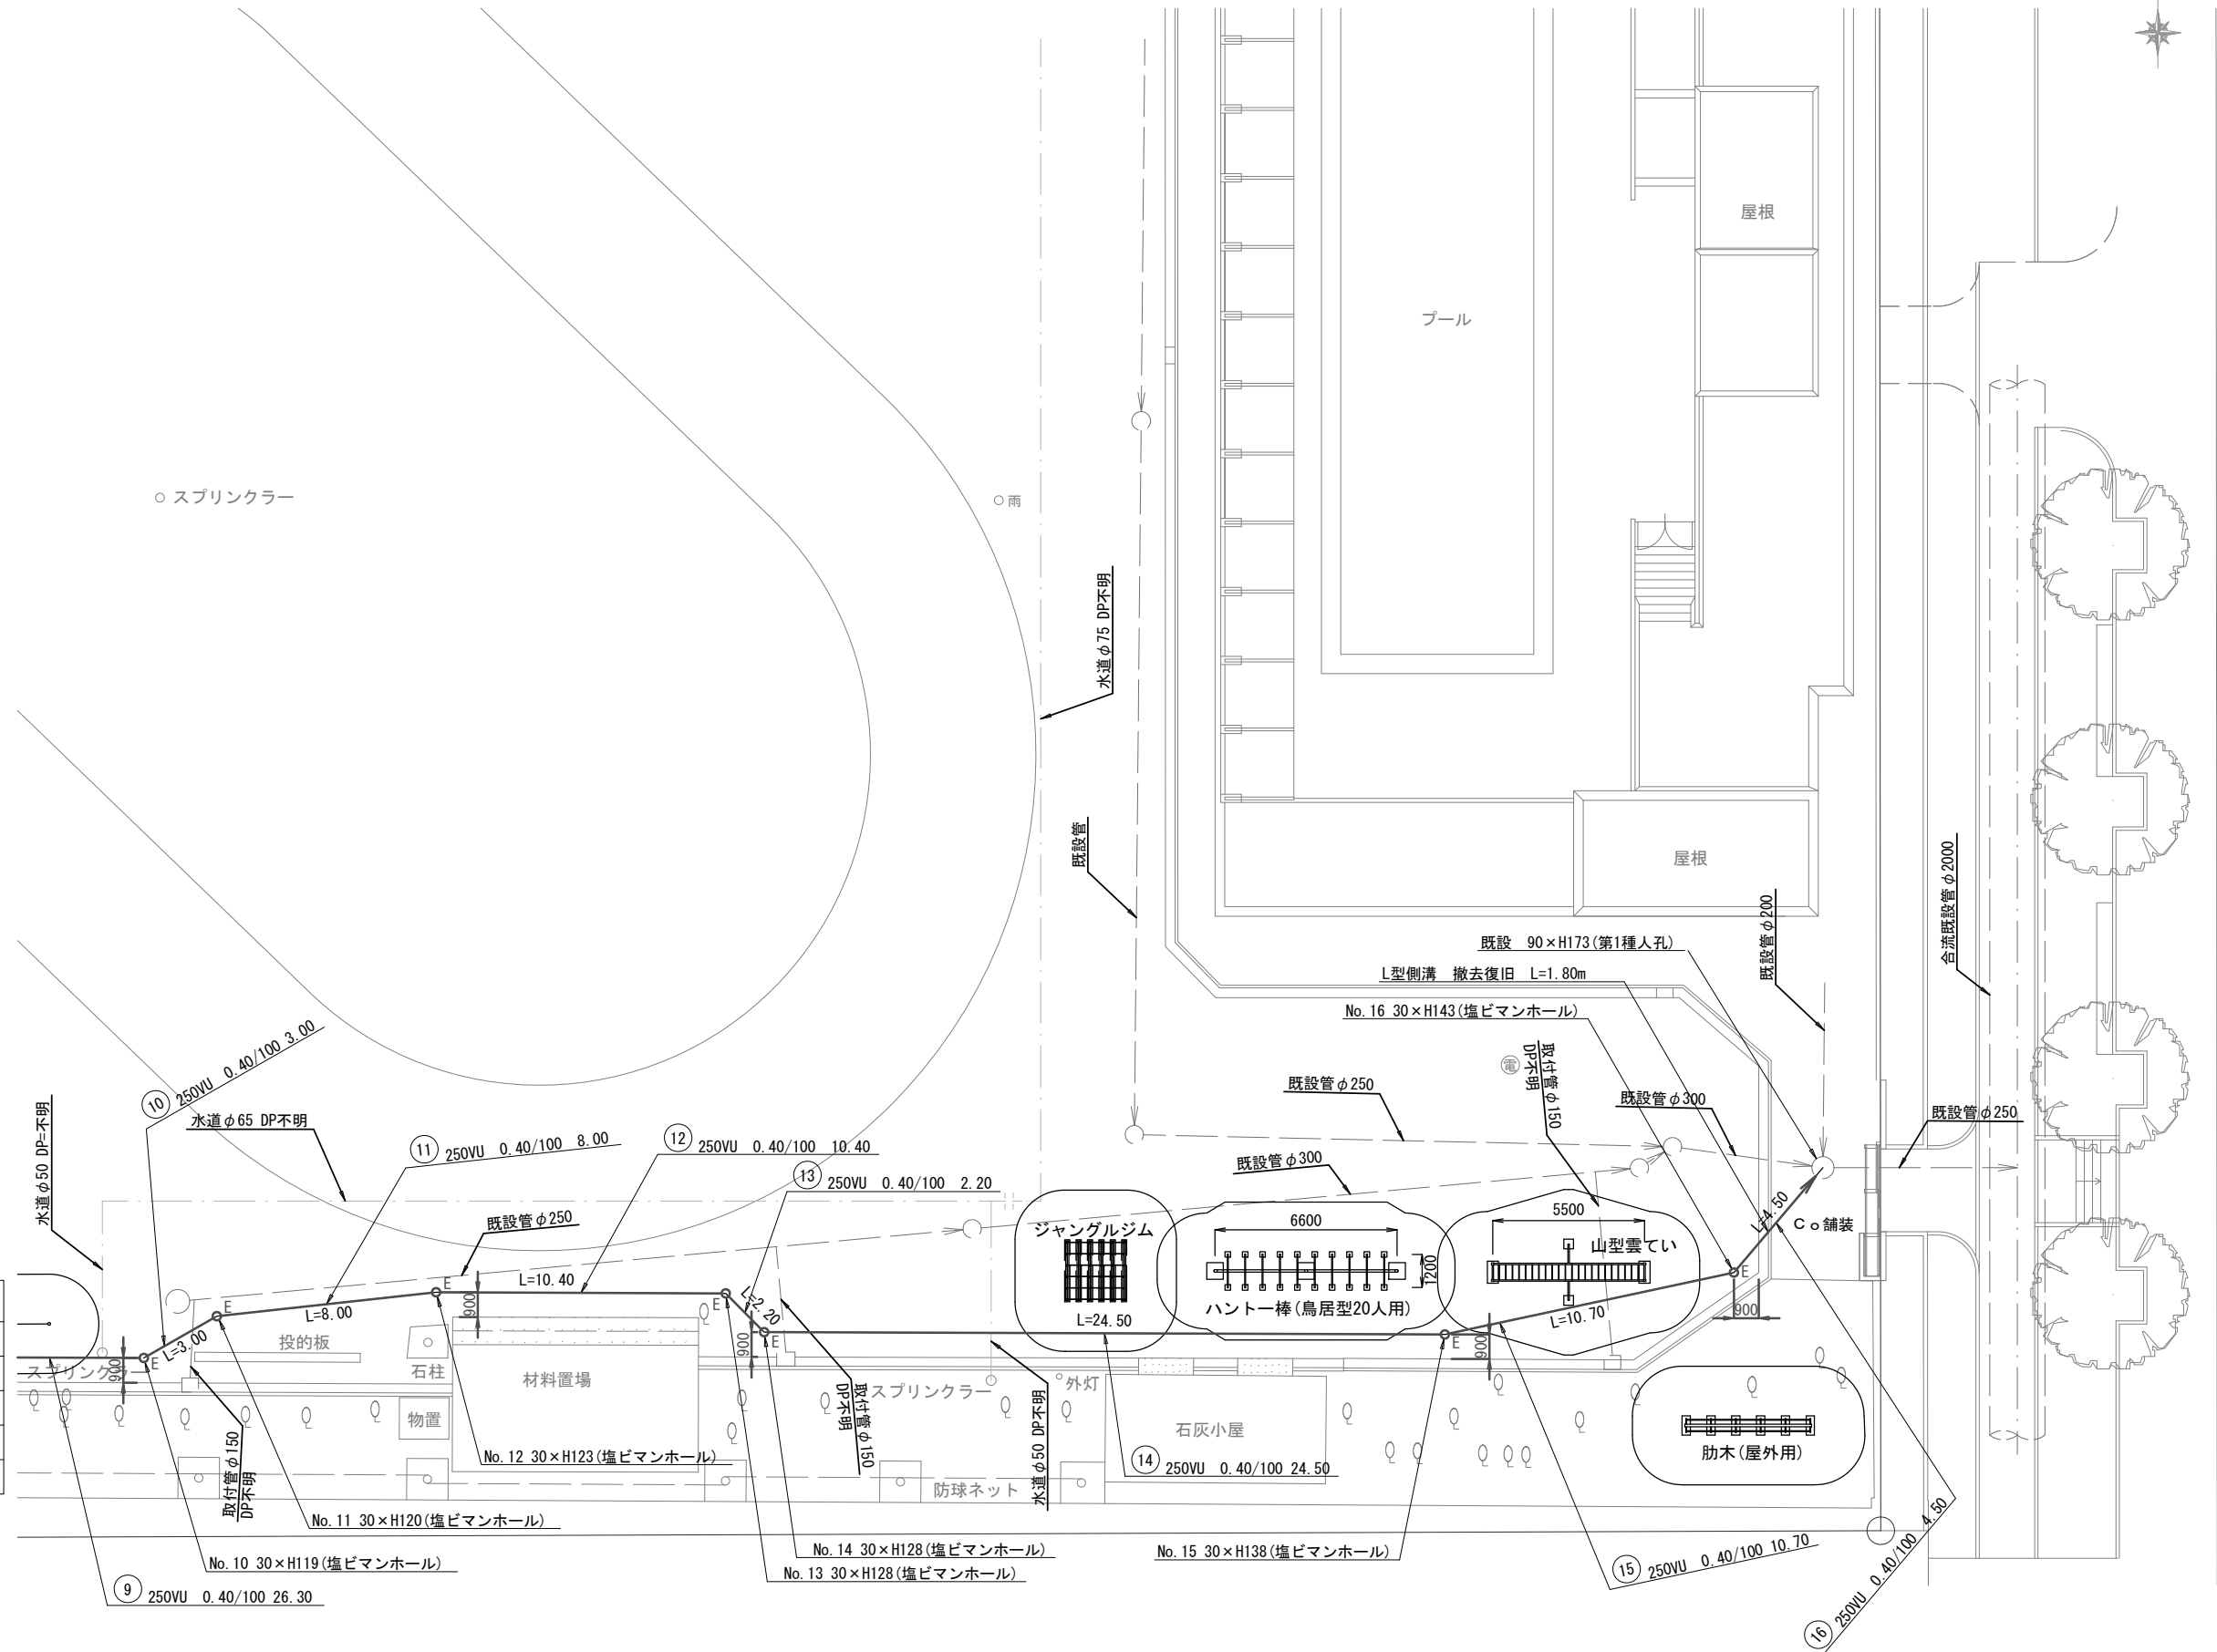 屋根
プール
スプリンクラー
雨
水道φ75 DP不明
既設管
屋根
既設管φ200
合流既設管φ2000
既設 90×H173(第1種人孔)
L型側溝 撤去復旧 L=1.80m
No.16 30×H143(塩ビマンホール)
電
取付管φ150
DP不明
既設管φ250
既設管φ300
既設管φ250
既設管φ300
10 250VU 0.40/100 3.00
水道φ65 DP不明
水道φ50 DP=不明
11 250VU 0.40/100 8.00
12 250VU 0.40/100 10.40
13 250VU 0.40/100 2.20
既設管φ250
ジャングルジム
6600
5500
山型雲てい
1200
L=4.50
Co舗装
E
E
L=10.40
L=8.00
E
L=2.20
E
L=24.50
ハントー棒(鳥居型20人用)
L=10.70
E
900
900
900
900
900
L=3.00
E
E
投的板
スプリンクラー
石柱
材料置場
物置
取付管φ150
DP不明
取付管φ150
DP不明
スプリンクラー
外灯
水道φ50 DP不明
石灰小屋
肋木(屋外用)
No.12 30×H123(塩ビマンホール)
14 250VU 0.40/100 24.50
防球ネット
No.11 30×H120(塩ビマンホール)
No.10 30×H119(塩ビマンホール)
No.14 30×H128(塩ビマンホール)
No.13 30×H128(塩ビマンホール)
No.15 30×H138(塩ビマンホール)
15 250VU 0.40/100 10.70
9 250VU 0.40/100 26.30
16 250VU 0.40/100 4.50